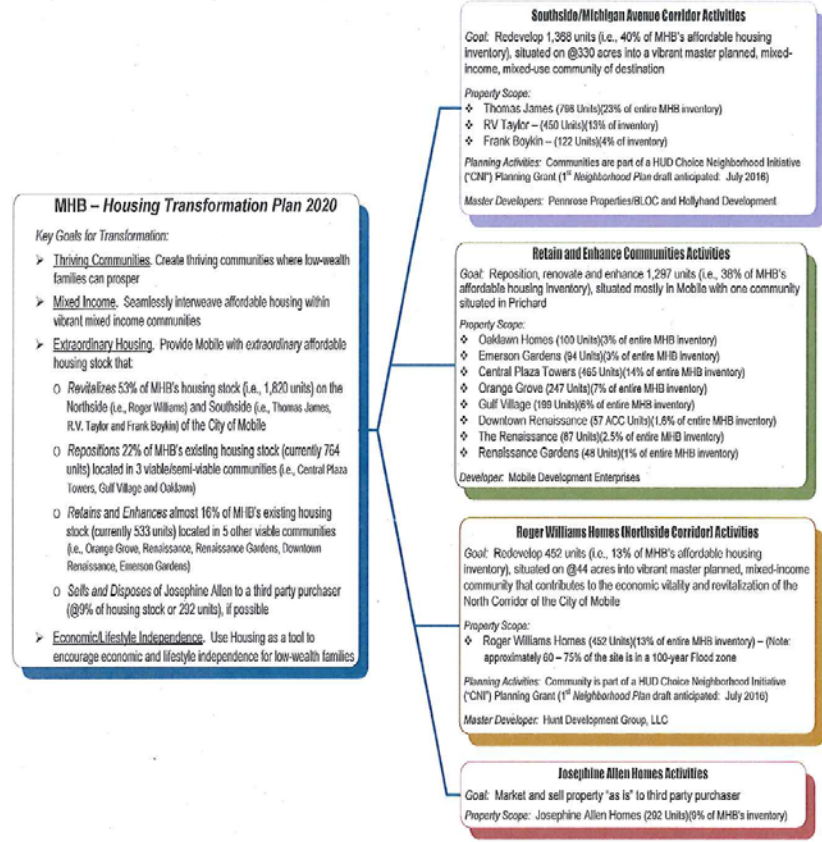 MHB – Housing Transformation Plan 2020
Key Goals for Transformation:
➢ Thriving Communities. Create thriving communities where low-wealth
families can prosper
➢ Mixed Income. Seamlessly interweave affordable housing within
vibrant mixed income communities
➢ Extraordinary Housing. Provide Mobile with extraordinary affordable
housing stock that:
o Revitalizes 53% of MHB's housing stock (i.e., 1,820 units) on the
Northside (i.e., Roger Williams) and Southside (i.e., Thomas James,
R.V. Taylor and Frank Boykin) of the City of Mobile
o Repositions 22% of MHB's existing housing stock (currently 764
units) located in 3 viable/semi-viable communities (i.e., Central Plaza
Towers, Gulf Village and Oaklawn)
o Retains and Enhances almost 16% of MHB's existing housing
stock (currently 533 units) located in 5 other viable communities
(i.e., Orange Grove, Renaissance, Renaissance Gardens, Downtown
Renaissance, Emerson Gardens)
o Sells and Disposes of Josephine Allen to a third party purchaser
(@9% of housing stock or 292 units), if possible
➢ Economic/Lifestyle Independence. Use Housing as a tool to
encourage economic and lifestyle independence for low-wealth families
Southside/Michigan Avenue Corridor Activities
Goal: Redevelop 1,368 units (i.e., 40% of MHB's affordable housing
inventory), situated on @330 acres into a vibrant master planned, mixed-
income, mixed-use community of destination
Property Scope:
❖ Thomas James (796 Units)(23% of entire MHB inventory)
❖ RV Taylor – (450 Units)(13% of inventory)
❖ Frank Boykin – (122 Units)(4% of inventory)
Planning Activities: Communities are part of a HUD Choice Neighborhood Initiative
("CNI") Planning Grant (1st Neighborhood Plan draft anticipated: July 2016)
Master Developers: Pennrose Properties/BLOC and Hollyhand Development
Retain and Enhance Communities Activities
Goal: Reposition, renovate and enhance 1,297 units (i.e., 38% of MHB's
affordable housing Inventory), situated mostly in Mobile with one community
situated in Prichard
Property Scope:
❖ Oaklawn Homes (100 Units)(3% of entire MHB inventory)
❖ Emerson Gardens (94 Units)(3% of entire MHB inventory)
❖ Central Plaza Towers (465 Units)(14% of entire MHB inventory)
❖ Orange Grove (247 Units)(7% of entire MHB inventory)
❖ Gulf Village (199 Units)(6% of entire MHB inventory)
❖ Downtown Renaissance (57 ACC Units)(1.6% of entire MHB inventory)
❖ The Renaissance (87 Units)(2.5% of entire MHB inventory)
❖ Renaissance Gardens (48 Units)(1% of entire MHB inventory)
Developer: Mobile Development Enterprises
Roger Williams Homes (Northside Corridor) Activities
Goal: Redevelop 452 units (i.e., 13% of MHB's affordable housing
inventory), situated on @44 acres into vibrant master planned, mixed-income
community that contributes to the economic vitality and revitalization of the
North Corridor of the City of Mobile
Property Scope:
❖ Roger Williams Homes (452 Units)(13% of entire MHB inventory) – (Note:
approximately 60 – 75% of the site is in a 100-year Flood zone
Planning Activities: Community is part of a HUD Choice Neighborhood Initiative
("CNI") Planning Grant (1st Neighborhood Plan draft anticipated: July 2016)
Master Developer: Hunt Development Group, LLC
Josephine Allen Homes Activities
Goal: Market and sell property "as is" to third party purchaser
Property Scope: Josephine Allen Homes (292 Units)(9% of MHB's inventory)